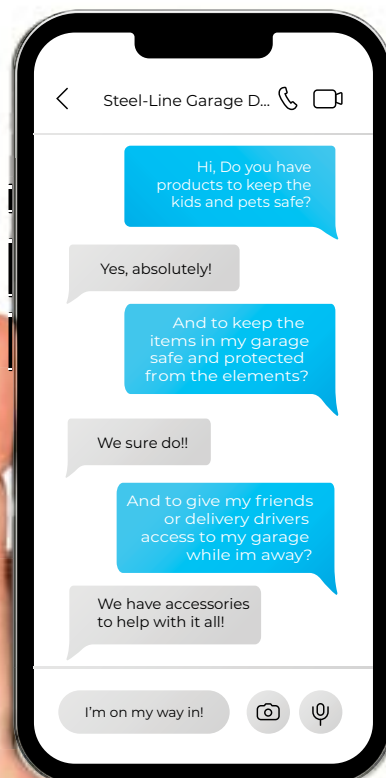 Steel-Line Garage D...
Hi, Do you have
products to keep the
kids and pets safe?
Yes, absolutely!
And to keep the
items in my garage
safe and protected
from the elements?
We sure do!!
And to give my friends
or delivery drivers
access to my garage
while im away?
We have accessories
to help with it all!
I'm on my way in!